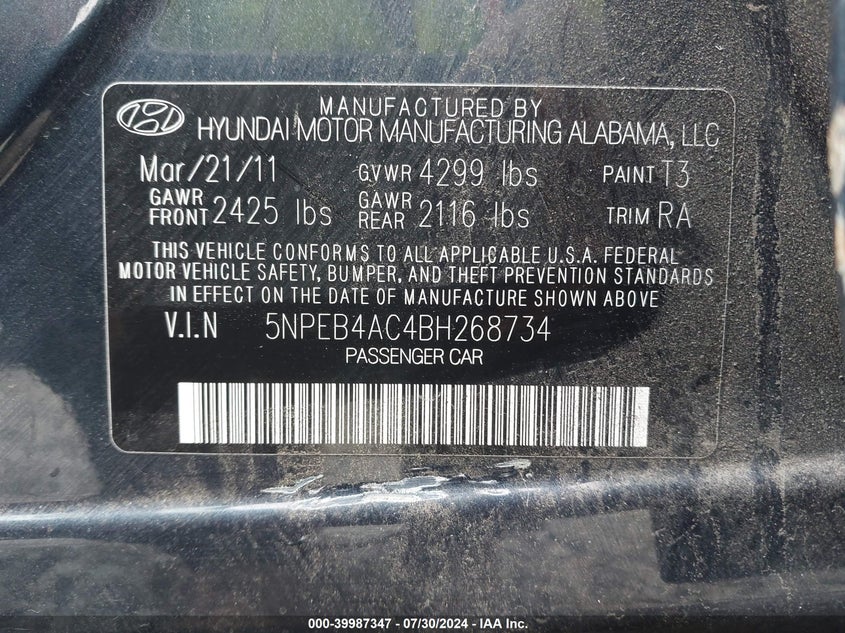 MANUFACTURED BY
HYUNDAI MOTOR MANUFACTURING ALABAMA, LLC
Mar/21/11 GVWR 4299 lbs PAINT T3
GAWR FRONT 2425 lbs GAWR REAR 2116 lbs TRIM RA
THIS VEHICLE CONFORMS TO ALL APPLICABLE U.S.A. FEDERAL
MOTOR VEHICLE SAFETY, BUMPER, AND THEFT PREVENTION STANDARDS
IN EFFECT ON THE DATE OF MANUFACTURE SHOWN ABOVE
V.I.N 5NPEB4AC4BH268734
PASSENGER CAR
000-39987347 - 07/30/2024 - IAA Inc.